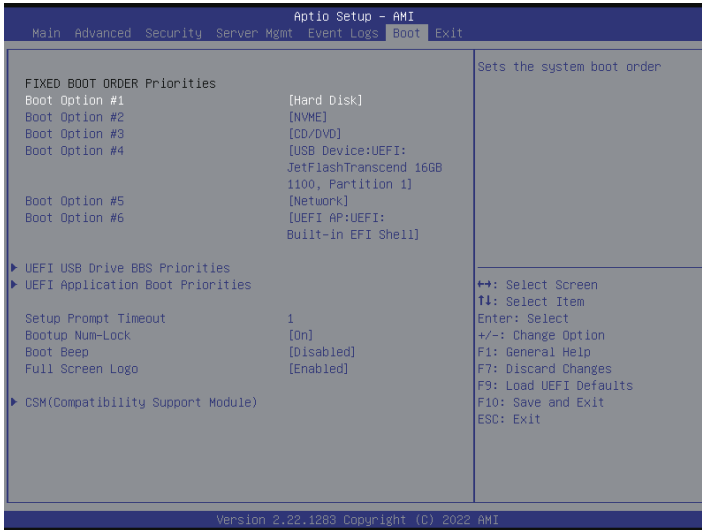 Aptio Setup – AMI
Main Advanced Security Server Mgmt Event Logs Boot Exit
FIXED BOOT ORDER Priorities
Boot Option #1 [Hard Disk]
Boot Option #2 [NVME]
Boot Option #3 [CD/DVD]
Boot Option #4 [USB Device:UEFI:
JetFlashTranscend 16GB
1100, Partition 1]
Boot Option #5 [Network]
Boot Option #6 [UEFI AP:UEFI:
Built-in EFI Shell]
UEFI USB Drive BBS Priorities
UEFI Application Boot Priorities
Setup Prompt Timeout 1
Bootup Num-Lock [On]
Boot Beep [Disabled]
Full Screen Logo [Enabled]
CSM(Compatibility Support Module)
Sets the system boot order
↔: Select Screen
↑↓: Select Item
Enter: Select
+/-: Change Option
F1: General Help
F7: Discard Changes
F9: Load UEFI Defaults
F10: Save and Exit
ESC: Exit
Version 2.22.1283 Copyright (C) 2022 AMI